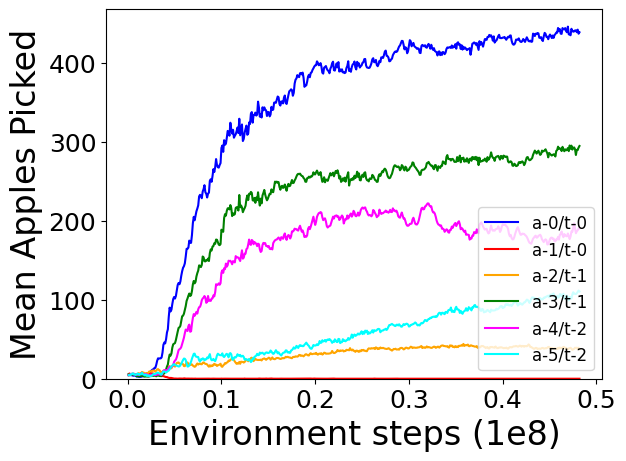 Mean Apples Picked
400
300
200
100
0
0.0 0.1 0.2 0.3 0.4 0.5
Environment steps (1e8)
a-0/t-0
a-1/t-0
a-2/t-1
a-3/t-1
a-4/t-2
a-5/t-2